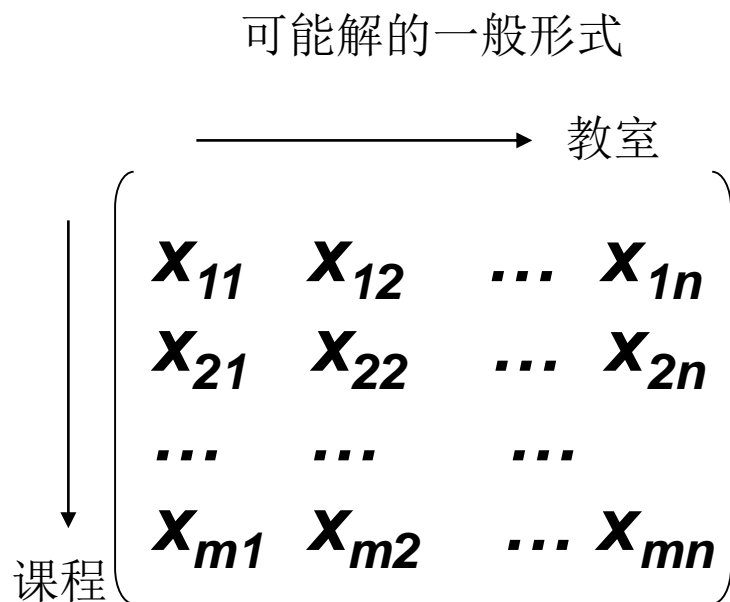 可能解的一般形式
教室
x11 x12 ... x1n
x21 x22 ... x2n
... ... ...
xm1 xm2 ... xmn
课程